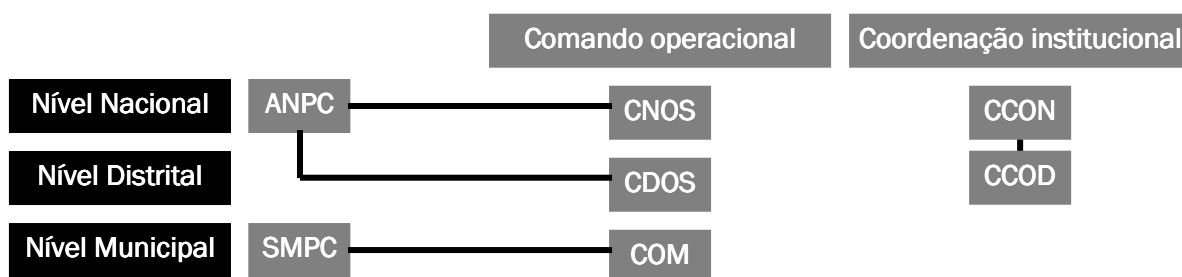 Comando operacional Coordenação institucional
Nível Nacional ANPC CNOS CCON
Nível Distrital CDOS CCOD
Nível Municipal SMPC COM